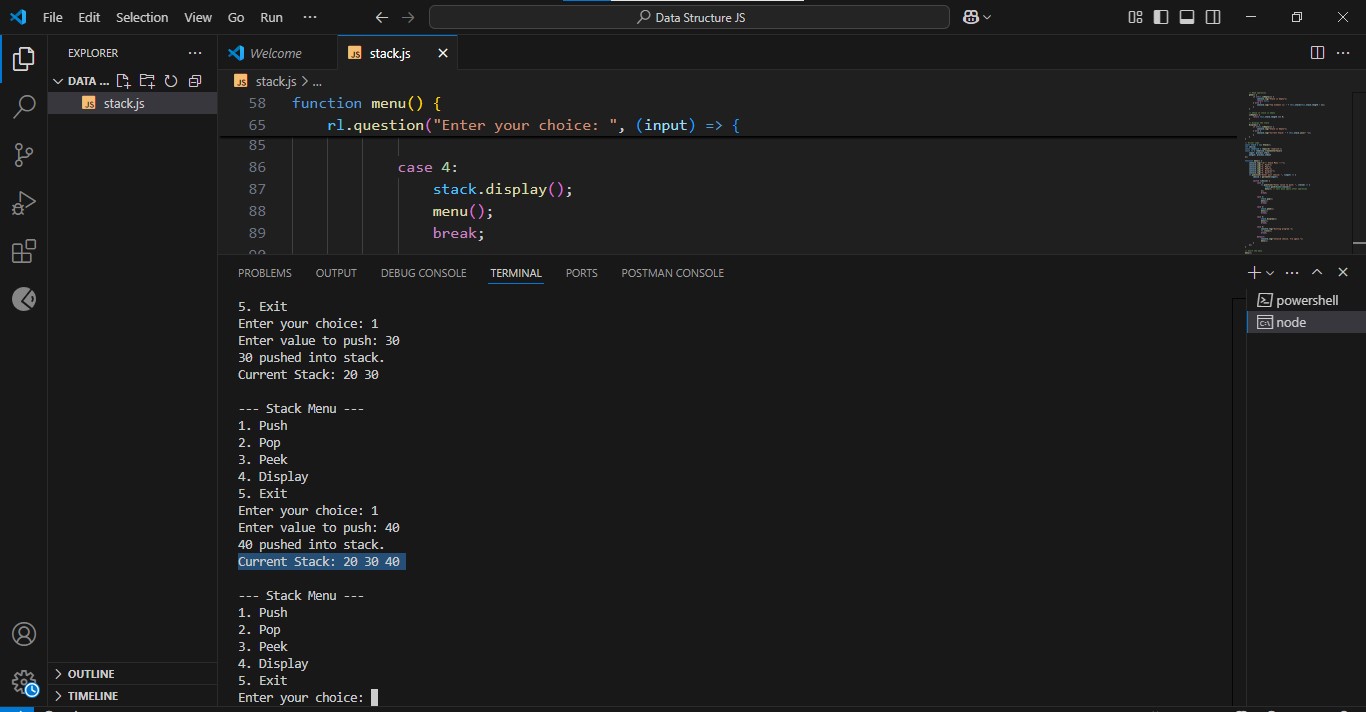 File Edit Selection View Go Run ··· Data Structure JS
EXPLORER ···
DATA ...
JS stack.js
OUTLINE
TIMELINE
Welcome
JS stack.js
JS stack.js > ...
58 function menu() {
65 rl.question("Enter your choice: ", (input) => {
85
86 case 4:
87 stack.display();
88 menu();
89 break;
90
PROBLEMS OUTPUT DEBUG CONSOLE TERMINAL PORTS POSTMAN CONSOLE
5. Exit
Enter your choice: 1
Enter value to push: 30
30 pushed into stack.
Current Stack: 20 30
--- Stack Menu ---
1. Push
2. Pop
3. Peek
4. Display
5. Exit
Enter your choice: 1
Enter value to push: 40
40 pushed into stack.
Current Stack: 20 30 40
--- Stack Menu ---
1. Push
2. Pop
3. Peek
4. Display
5. Exit
Enter your choice:
powershell
node